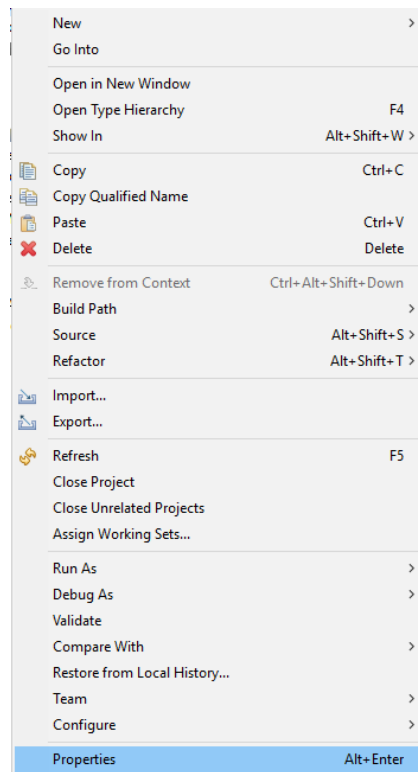 New >
Go Into
Open in New Window
Open Type Hierarchy F4
Show In Alt+Shift+W >
Copy Ctrl+C
Copy Qualified Name
Paste Ctrl+V
Delete Delete
Remove from Context Ctrl+Alt+Shift+Down
Build Path >
Source Alt+Shift+S >
Refactor Alt+Shift+T >
Import...
Export...
Refresh F5
Close Project
Close Unrelated Projects
Assign Working Sets...
Run As >
Debug As >
Validate
Compare With >
Restore from Local History...
Team >
Configure >
Properties Alt+Enter